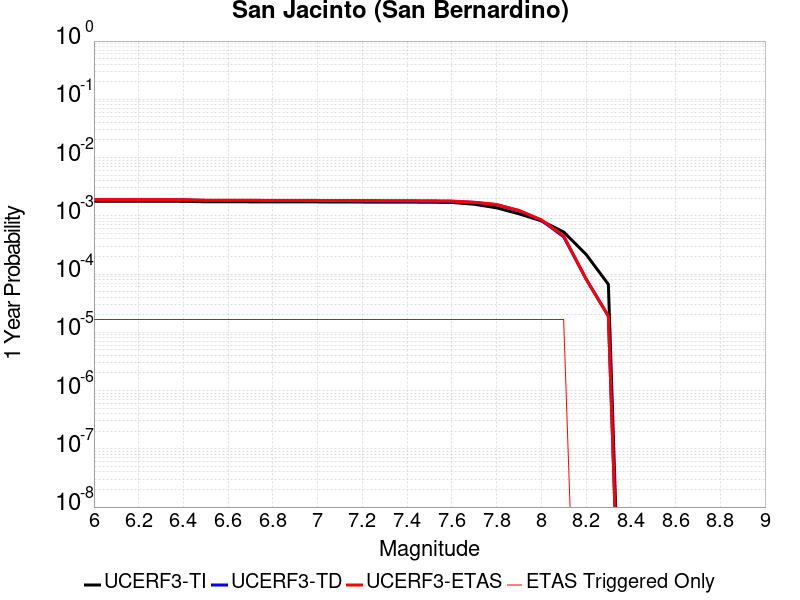 San Jacinto (San Bernardino)
10 0
10 -1
10 -2
10 -3
10 -4
10 -5
10 -6
10 -7
10 -8
1 Year Probability
6 6.2 6.4 6.6 6.8 7 7.2 7.4 7.6 7.8 8 8.2 8.4 8.6 8.8 9
Magnitude
UCERF3-TI UCERF3-TD UCERF3-ETAS ETAS Triggered Only